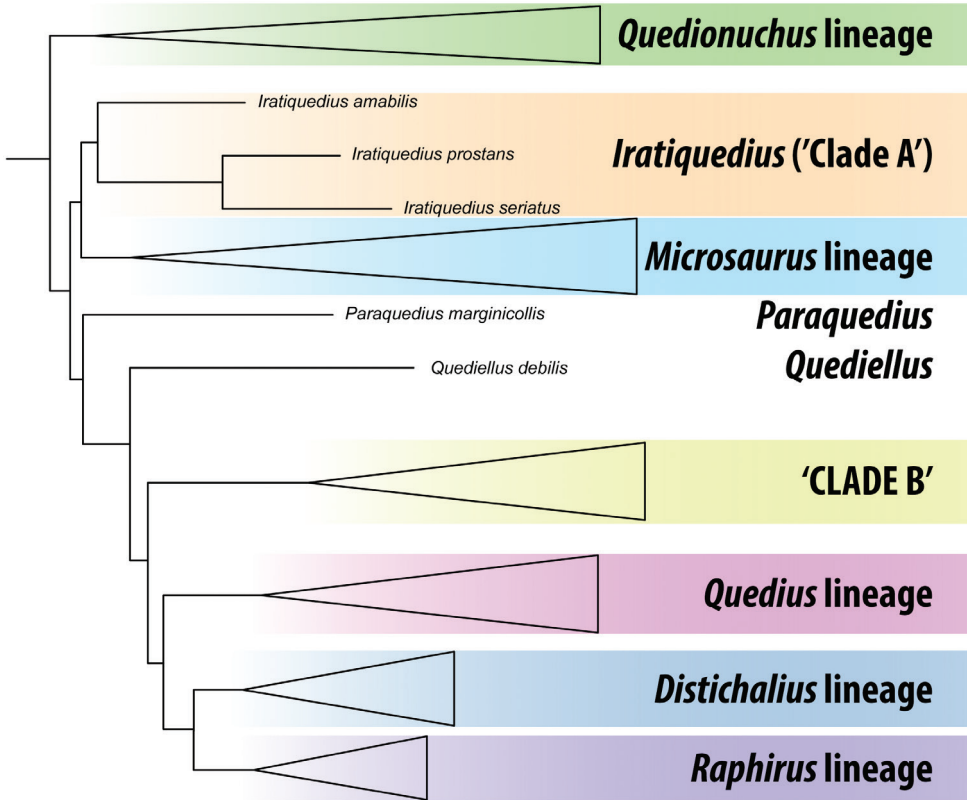 Quedionuchus lineage
Iratiquedius amabilis
Iratiquedius prostans
Iratiquedius ('Clade A')
Iratiquedius seriatus
Microsaurus lineage
Paraquedius marginicollis
Paraquedius
Quediellus debilis
Quediellus
'CLADE B'
Quedius lineage
Distichalius lineage
Raphirus lineage